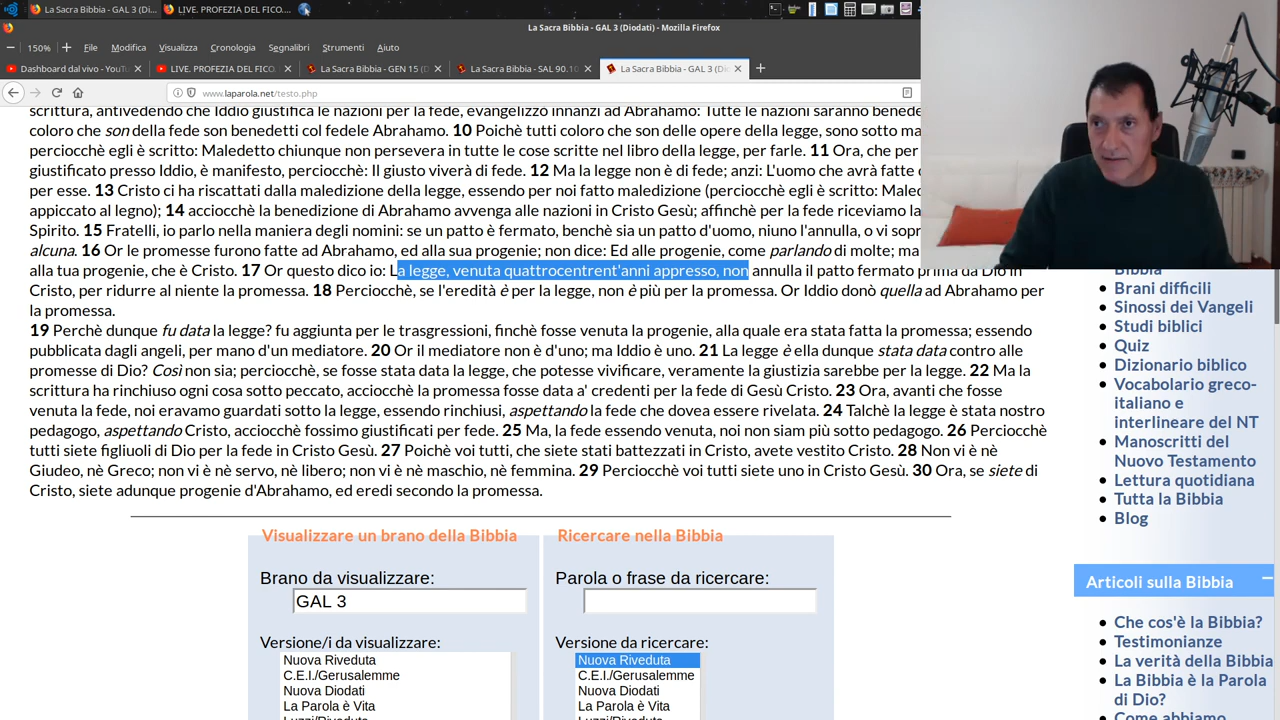 La Sacra Bibbia - GAL 3 (Di... LIVE. PROFEZIA DEL FICO....
La Sacra Bibbia - GAL 3 (Diodati) - Mozilla Firefox
150% File Modifica Visualizza Cronologia Segnalibri Strumenti Aiuto
Dashboard dal vivo - YouTu LIVE. PROFEZIA DEL FICO. La Sacra Bibbia - GEN 15 (D La Sacra Bibbia - SAL 90.10 La Sacra Bibbia - GAL 3 (Dio
www.laparola.net/testo.php
scrittura, antivedendo che Iddio giustifica le nazioni per la fede, evangelizzo innanzi ad Abrahamo: Tutte le nazioni saranno benede
coloro che son della fede son benedetti col fedele Abrahamo. 10 Poichè tutti coloro che son delle opere della legge, sono sotto ma
perciocchè egli è scritto: Maledetto chiunque non persevera in tutte le cose scritte nel libro della legge, per farle. 11 Ora, che per
giustificato presso Iddio, è manifesto, perciocchè: Il giusto viverà di fede. 12 Ma la legge non è di fede; anzi: L'uomo che avrà fatte
per esse. 13 Cristo ci ha riscattati dalla maledizione della legge, essendo per noi fatto maledizione (perciocchè egli è scritto: Maled
appiccato al legno); 14 acciocchè la benedizione di Abrahamo avvenga alle nazioni in Cristo Gesù; affinchè per la fede riceviamo la
Spirito. 15 Fratelli, io parlo nella maniera degli nomini: se un patto è fermato, benchè sia un patto d'uomo, niuno l'annulla, o vi sopr
alcuna. 16 Or le promesse furono fatte ad Abrahamo, ed alla sua progenie; non dice: Ed alle progenie, come parlando di molte; ma
alla tua progenie, che è Cristo. 17 Or questo dico io: La legge, venuta quattrocentrent'anni appresso, non annulla il patto fermato prima da Dio in
Cristo, per ridurre al niente la promessa. 18 Perciocchè, se l'eredità è per la legge, non è più per la promessa. Or Iddio donò quella ad Abrahamo per
la promessa.
19 Perchè dunque fu data la legge? fu aggiunta per le trasgressioni, finchè fosse venuta la progenie, alla quale era stata fatta la promessa; essendo
pubblicata dagli angeli, per mano d'un mediatore. 20 Or il mediatore non è d'uno; ma Iddio è uno. 21 La legge è ella dunque stata data contro alle
promesse di Dio? Così non sia; perciocchè, se fosse stata data la legge, che potesse vivificare, veramente la giustizia sarebbe per la legge. 22 Ma la
scrittura ha rinchiuso ogni cosa sotto peccato, acciocchè la promessa fosse data a' credenti per la fede di Gesù Cristo. 23 Ora, avanti che fosse
venuta la fede, noi eravamo guardati sotto la legge, essendo rinchiusi, aspettando la fede che dovea essere rivelata. 24 Talchè la legge è stata nostro
pedagogo, aspettando Cristo, acciocchè fossimo giustificati per fede. 25 Ma, la fede essendo venuta, noi non siam più sotto pedagogo. 26 Perciocchè
tutti siete figliuoli di Dio per la fede in Cristo Gesù. 27 Poichè voi tutti, che siete stati battezzati in Cristo, avete vestito Cristo. 28 Non vi è nè
Giudeo, nè Greco; non vi è nè servo, nè libero; non vi è nè maschio, nè femmina. 29 Perciocchè voi tutti siete uno in Cristo Gesù. 30 Ora, se siete di
Cristo, siete adunque progenie d'Abrahamo, ed eredi secondo la promessa.
Visualizzare un brano della Bibbia
Brano da visualizzare:
GAL 3
Versione/i da visualizzare:
Nuova Riveduta
C.E.I./Gerusalemme
Nuova Diodati
La Parola è Vita
Luzzi/Riveduta
Ricercare nella Bibbia
Parola o frase da ricercare:
Versione da ricercare:
Nuova Riveduta
C.E.I./Gerusalemme
Nuova Diodati
La Parola è Vita
Luzzi/Riveduta
Bibbia
Brani difficili
Sinossi dei Vangeli
Studi biblici
Quiz
Dizionario biblico
Vocabolario greco-
italiano e
interlineare del NT
Manoscritti del
Nuovo Testamento
Lettura quotidiana
Tutta la Bibbia
Blog
Articoli sulla Bibbia
Che cos'è la Bibbia?
Testimonianze
La verità della Bibbia
La Bibbia è la Parola
di Dio?
Come abbiamo